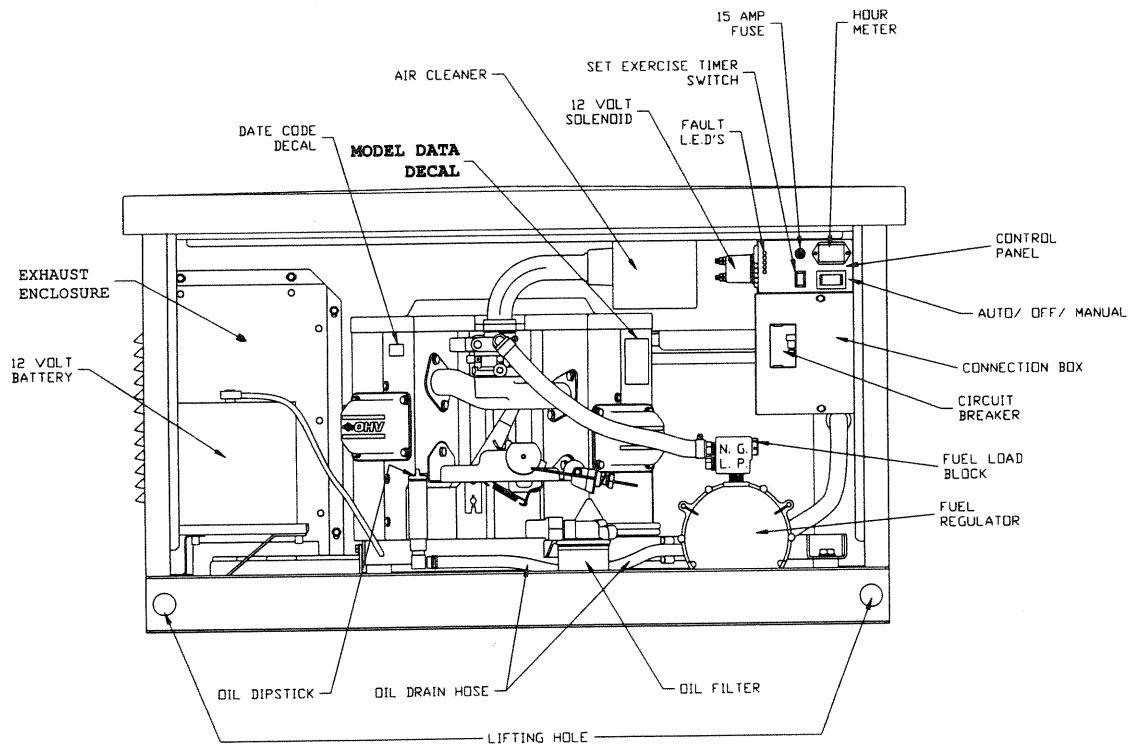 15 AMP
FUSE
HOUR
METER
SET EXERCISE TIMER
SWITCH
AIR CLEANER
12 VOLT
SOLENOID
FAULT
L.E.D'S
DATE CODE
DECAL
MODEL DATA
DECAL
CONTROL
PANEL
EXHAUST
ENCLOSURE
AUTO/ OFF/ MANUAL
12 VOLT
BATTERY
CONNECTION BOX
CIRCUIT
BREAKER
OHV
OHV
N. G.
L. P.
FUEL LOAD
BLOCK
FUEL
REGULATOR
OIL DIPSTICK
OIL DRAIN HOSE
OIL FILTER
LIFTING HOLE